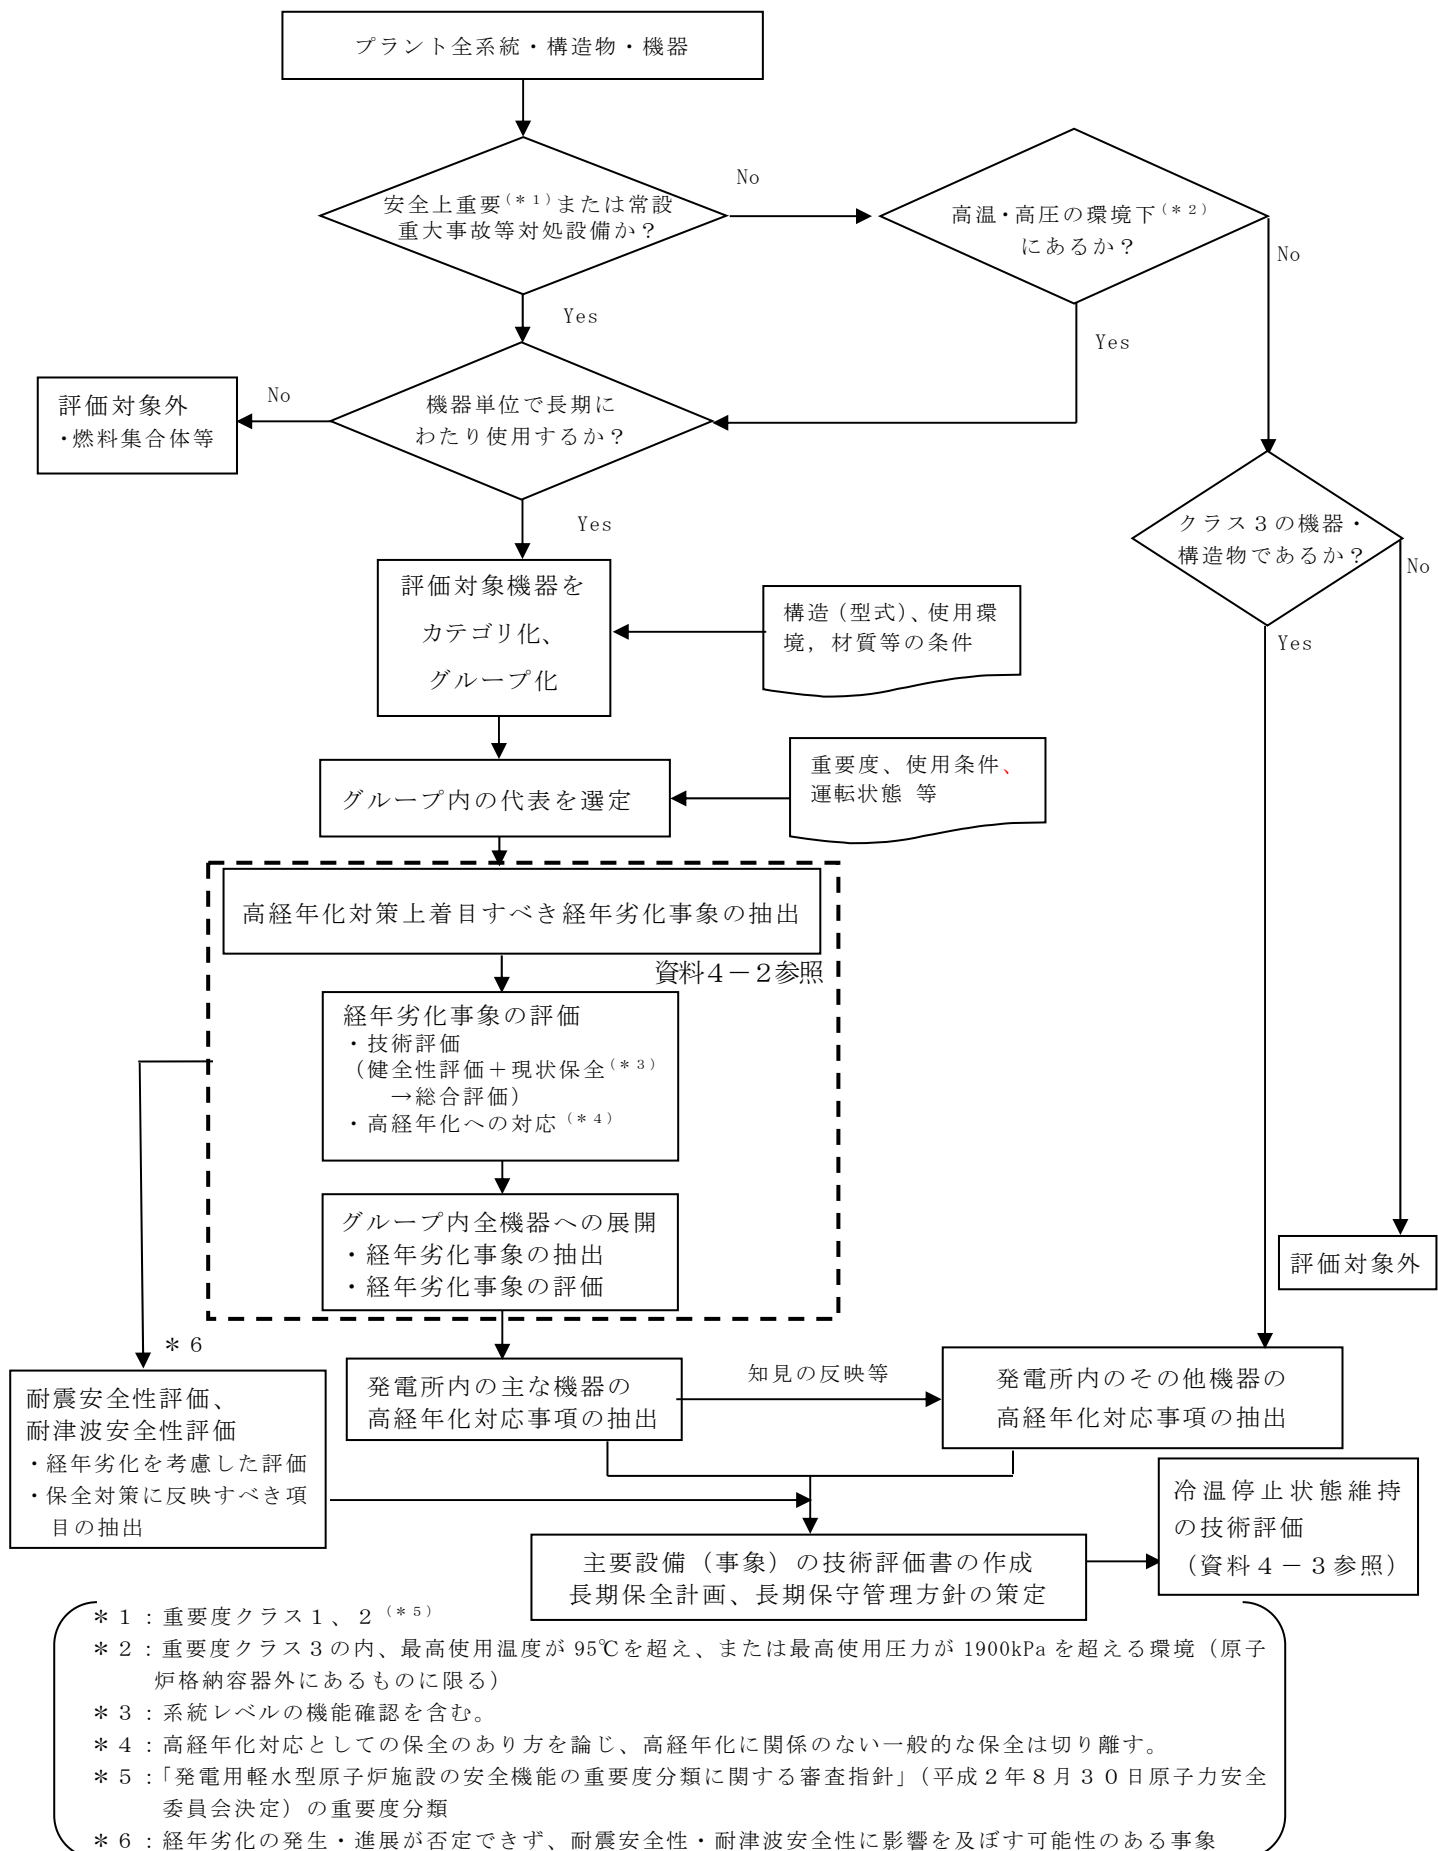 プラント全系統・構造物・機器
安全上重要(*1)または常設
重大事故等対処設備か?
No
高温・高圧の環境下(*2)
にあるか?
No
Yes
Yes
機器単位で長期に
わたり使用するか?
No
評価対象外
・燃料集合体等
Yes
クラス3の機器・
構造物であるか?
No
Yes
評価対象機器を
カテゴリ化、
グループ化
構造(型式)、使用環
境,材質等の条件
グループ内の代表を選定
重要度、使用条件、
運転状態 等
高経年化対策上着目すべき経年劣化事象の抽出
資料4-2参照
経年劣化事象の評価
・技術評価
(健全性評価+現状保全(*3)
→総合評価)
・高経年化への対応(*4)
グループ内全機器への展開
・経年劣化事象の抽出
・経年劣化事象の評価
評価対象外
*6
耐震安全性評価、
耐津波安全性評価
・経年劣化を考慮した評価
・保全対策に反映すべき項
目の抽出
発電所内の主な機器の
高経年化対応事項の抽出
知見の反映等
発電所内のその他機器の
高経年化対応事項の抽出
主要設備(事象)の技術評価書の作成
長期保全計画、長期保守管理方針の策定
冷温停止状態維持
の技術評価
(資料4-3参照)
*1:重要度クラス1、2(*5)
*2:重要度クラス3の内、最高使用温度が 95℃を超え、または最高使用圧力が 1900kPa を超える環境(原子
炉格納容器外にあるものに限る)
*3:系統レベルの機能確認を含む。
*4:高経年化対応としての保全のあり方を論じ、高経年化に関係のない一般的な保全は切り離す。
*5:「発電用軽水型原子炉施設の安全機能の重要度分類に関する審査指針」(平成2年8月30日原子力安全
委員会決定)の重要度分類
*6:経年劣化の発生・進展が否定できず、耐震安全性・耐津波安全性に影響を及ぼす可能性のある事象